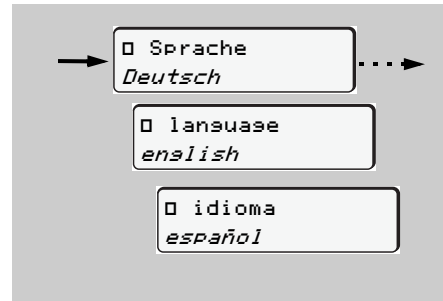 □ Sprache
Deutsch
□ language
english
□ idioma
español